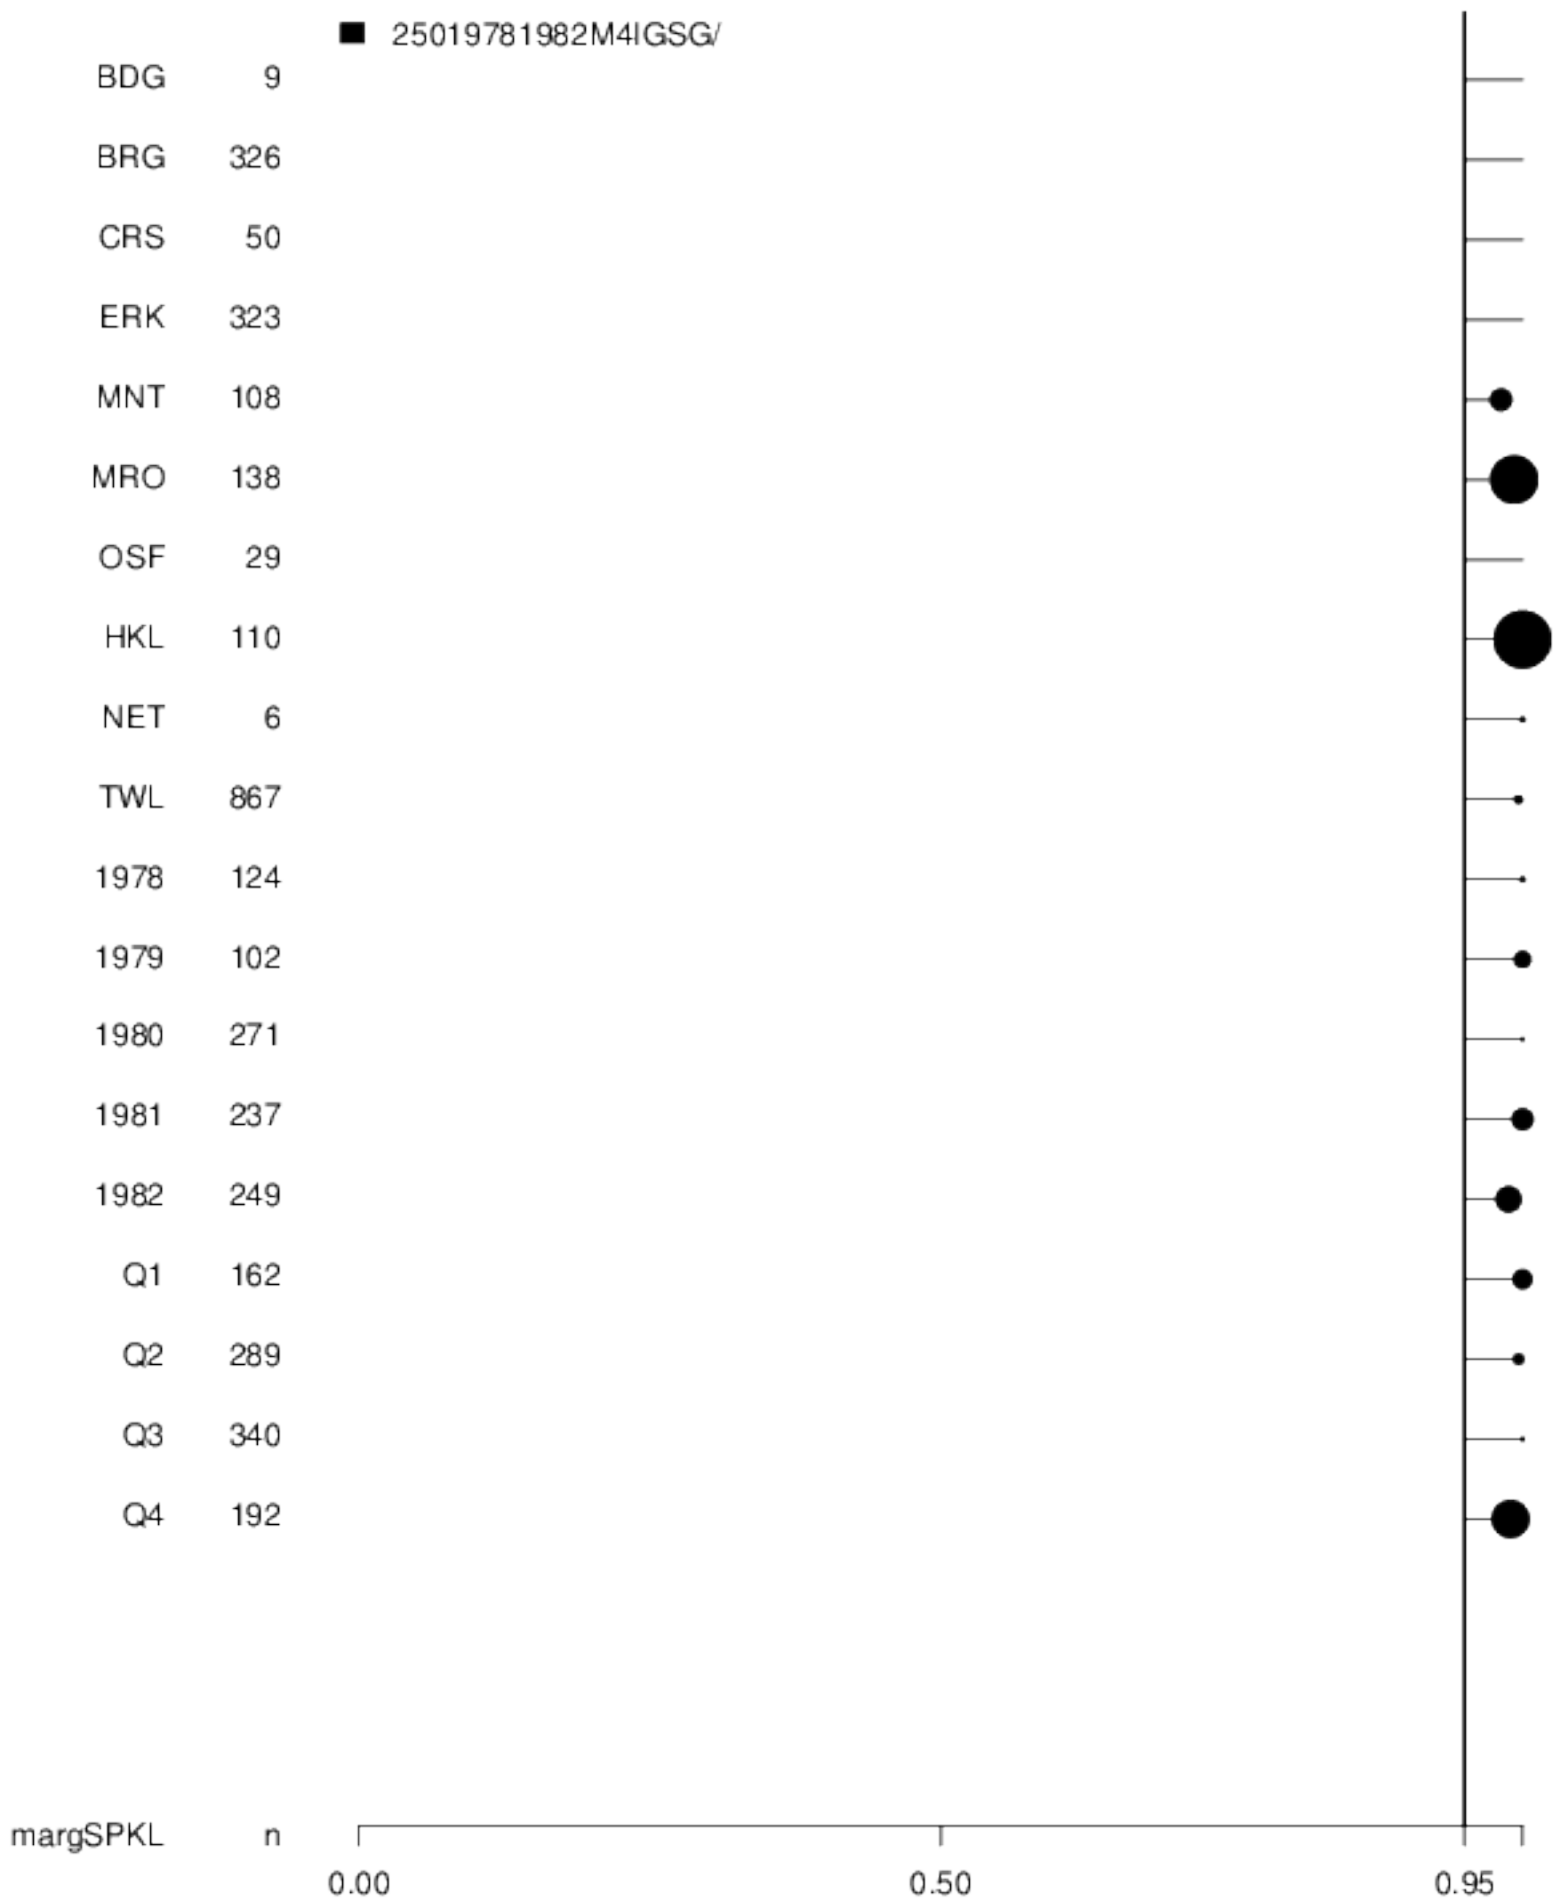 25019781982M4IGSG/
BDG 9
BRG 326
CRS 50
ERK 323
MNT 108
MRO 138
OSF 29
HKL 110
NET 6
TWL 867
1978 124
1979 102
1980 271
1981 237
1982 249
Q1 162
Q2 289
Q3 340
Q4 192
margSPKL n
0.00 0.50 0.95